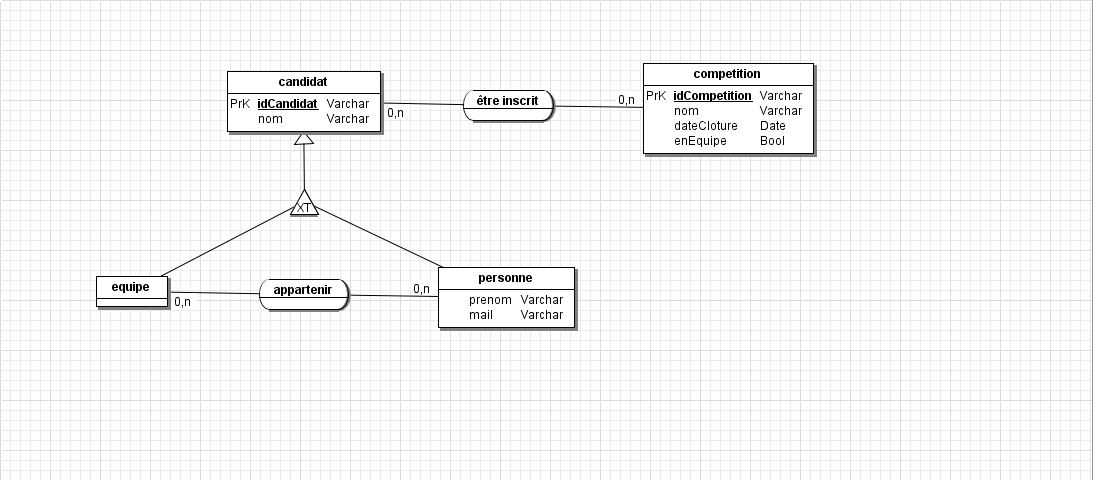 candidat
PrK idCandidat Varchar
nom Varchar
0,n
être inscrit
0,n
competition
PrK idCompetition Varchar
nom Varchar
dateCloture Date
enEquipe Bool
XT
equipe
0,n
appartenir
0,n
personne
prenom Varchar
mail Varchar